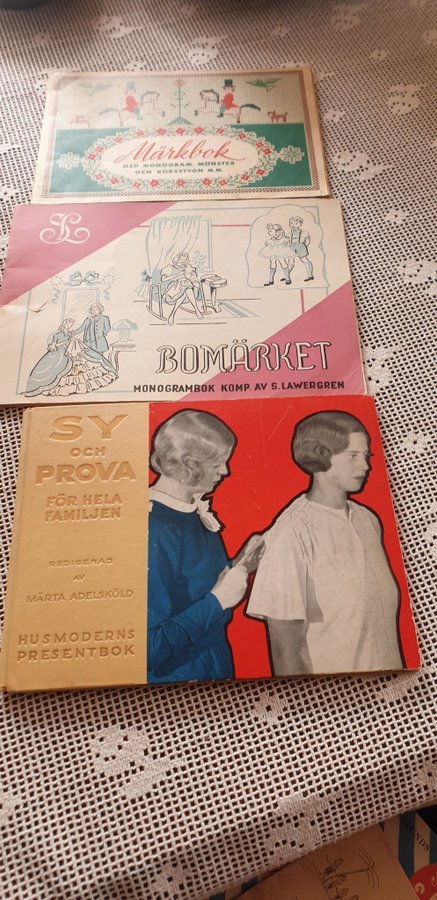 Märkbok
MED MONOGRAM, MÖNSTER
OCH KORSSTYGN M.M.
SL
BOMÄRKET
MONOGRAMBOK KOMP. AV S. LAWERGREN
SY
OCH
PROVA
FÖR HELA
FAMILJEN
REDIGERAD
AV
MÄRTA ADELSKÖLD
HUSMODERNS
PRESENTBOK